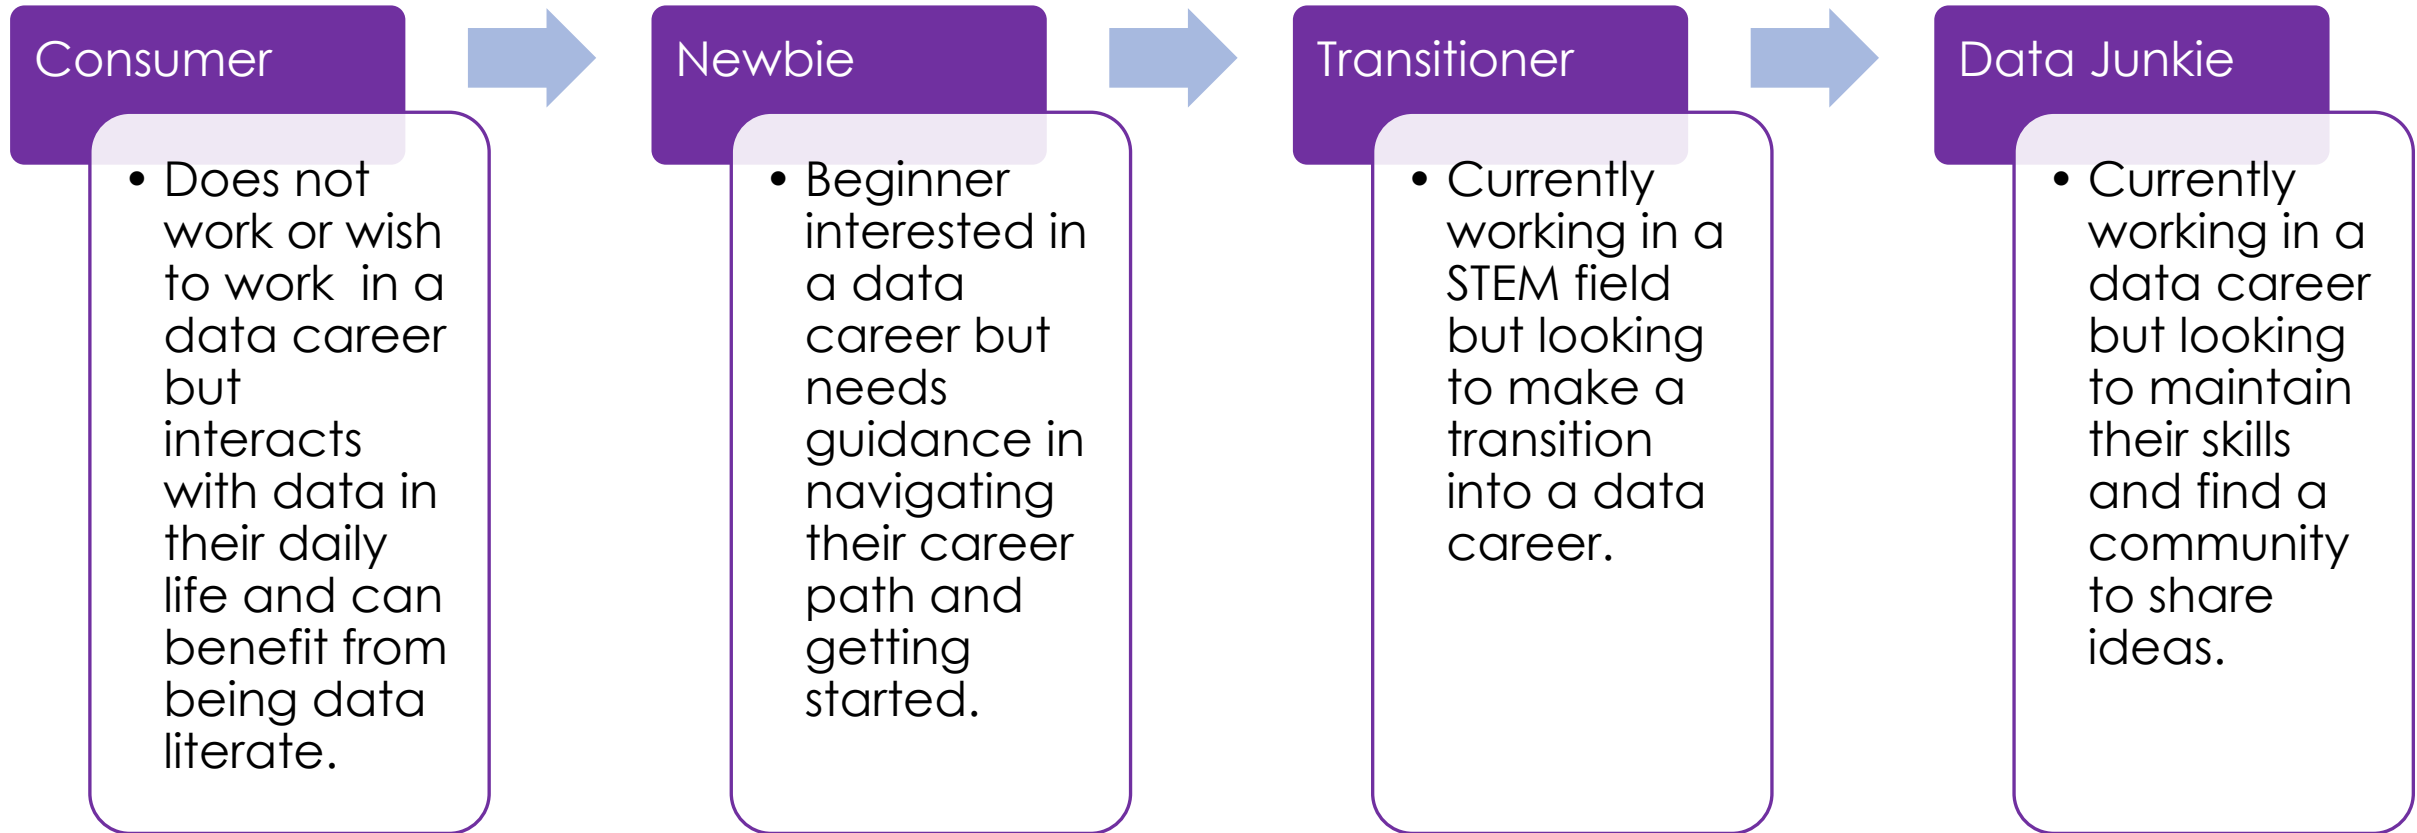 Consumer
• Does not
work or wish
to work  in a
data career
but
interacts
with data in
their daily
life and can
benefit from
being data
literate.
Newbie
• Beginner
interested in
a data
career but
needs
guidance in
navigating
their career
path and
getting
started.
Transitioner
• Currently
working in a
STEM field
but looking
to make a
transition
into a data
career.
Data Junkie
• Currently
working in a
data career
but looking
to maintain
their skills
and find a
community
to share
ideas.